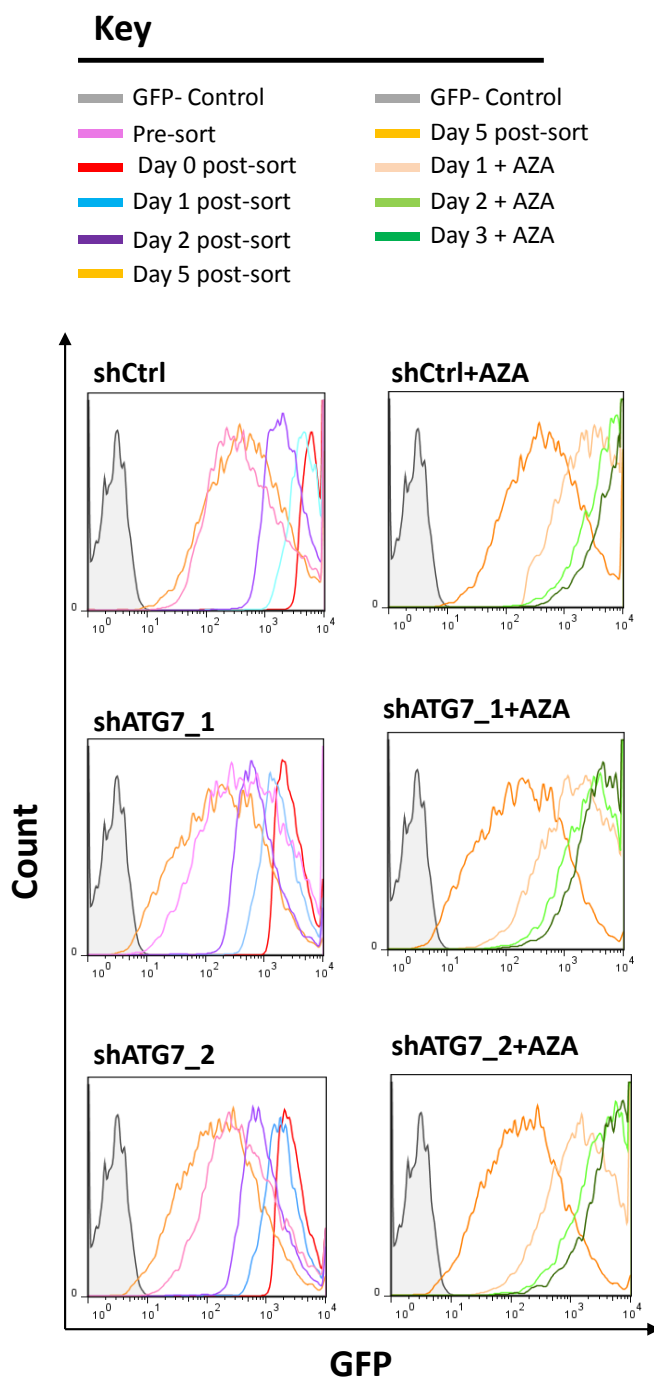 Key
GFP- Control
Pre-sort
Day 0 post-sort
Day 1 post-sort
Day 2 post-sort
Day 5 post-sort
GFP- Control
Day 5 post-sort
Day 1 + AZA
Day 2 + AZA
Day 3 + AZA
shCtrl
0
10⁰ 10¹ 10² 10³ 10⁴
shCtrl+AZA
0
10⁰ 10¹ 10² 10³ 10⁴
shATG7_1
0
10⁰ 10¹ 10² 10³ 10⁴
shATG7_1+AZA
0
10⁰ 10¹ 10² 10³ 10⁴
shATG7_2
0
10⁰ 10¹ 10² 10³ 10⁴
shATG7_2+AZA
0
10⁰ 10¹ 10² 10³ 10⁴
Count
GFP